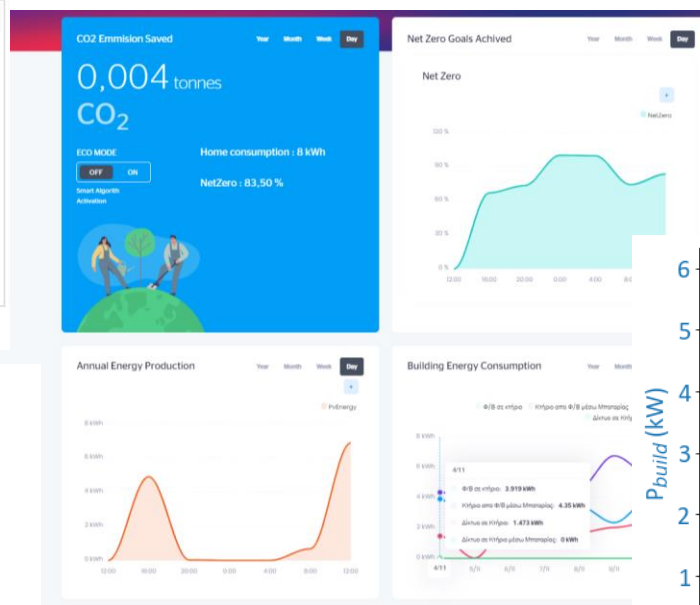 CO2 Emmision Saved
Year Month Week Day
0,004 tonnes
CO₂
ECO MODE
OFF ON
Smart Algorith
Activation
Home consumption : 8 kWh
NetZero : 83,50 %
Net Zero Goals Achived
Year Month Week Day
Net Zero
+
NetZero
120 %
90 %
60 %
30 %
0 %
12:00 16:00 20:00 0:00 4:00
Annual Energy Production
Year Month Week Day
+
PvEnergy
8 kWh
6 kWh
4 kWh
2 kWh
0 kWh
12:00 16:00 20:00 0:00 4:00 8:00 12:00
Building Energy Consumption
Year Month
Φ/Β σε κτήριο Κτήριο απο Φ/Β μέσω Μπαταρίας
Δίκτυο σε Κτήρ
8 kWh
6 kWh
4 kWh
2 kWh
0 kWh
4/11
Φ/Β σε κτήριο: 3.919 kWh
Κτήριο απο Φ/Β μέσω Μπαταρίας: 4.35 kWh
Δίκτυο σε Κτήριο: 1.473 kWh
Δίκτυο σε Κτήριο μέσω Μπαταρίας: 0 kWh
4/11 5/11 6/11 7/11 8/11 9/11
P_build (kW)
6
5
4
3
2
1